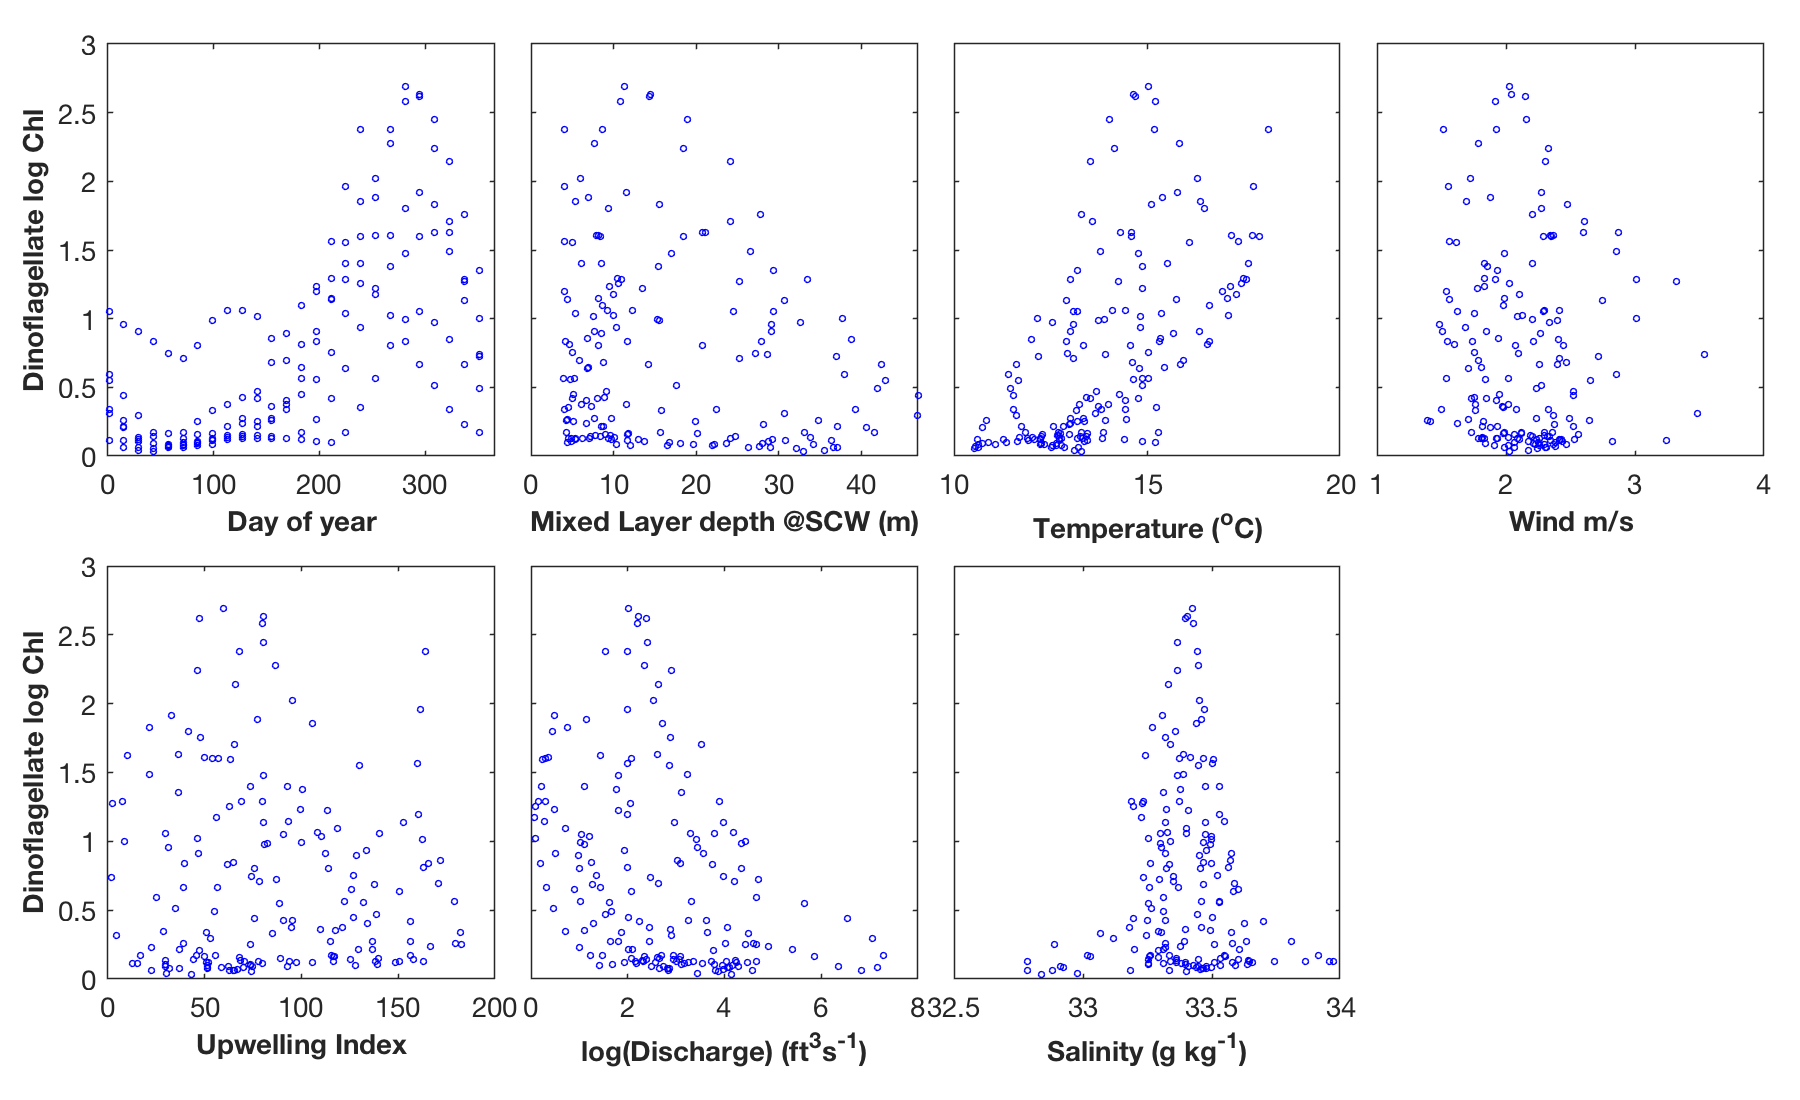 3
2.5
2
1.5
1
0.5
0
Dinoflagellate log Chl
0 100 200 300
Day of year
0 10 20 30 40
Mixed Layer depth @SCW (m)
10 15 20
Temperature (oC)
1 2 3 4
Wind m/s
3
2.5
2
1.5
1
0.5
0
Dinoflagellate log Chl
0 50 100 150 200
Upwelling Index
0 2 4 6 8
log(Discharge) (ft3s-1)
32.5 33 33.5 34
Salinity (g kg-1)